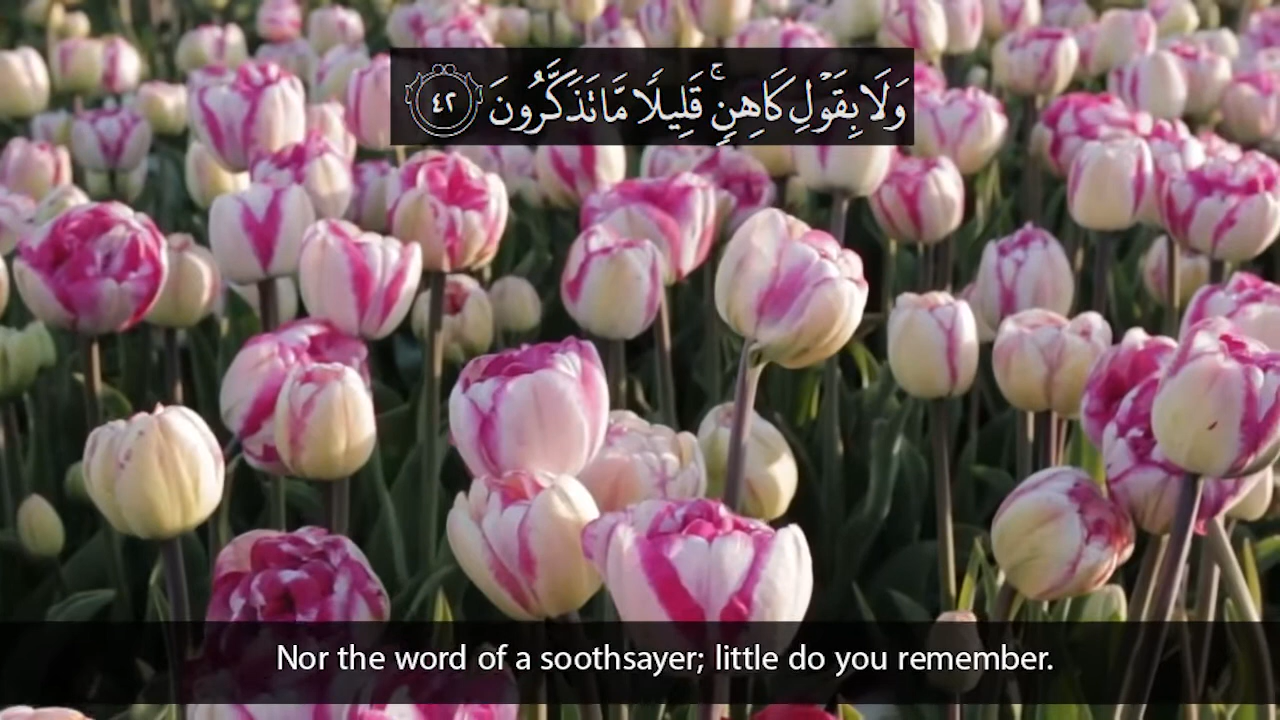 وَلَا بِقَوْلِ كَاهِنٍ ۚ قَلِيلًا مَّا تَذَكَّرُونَ ٤٢
Nor the word of a soothsayer; little do you remember.